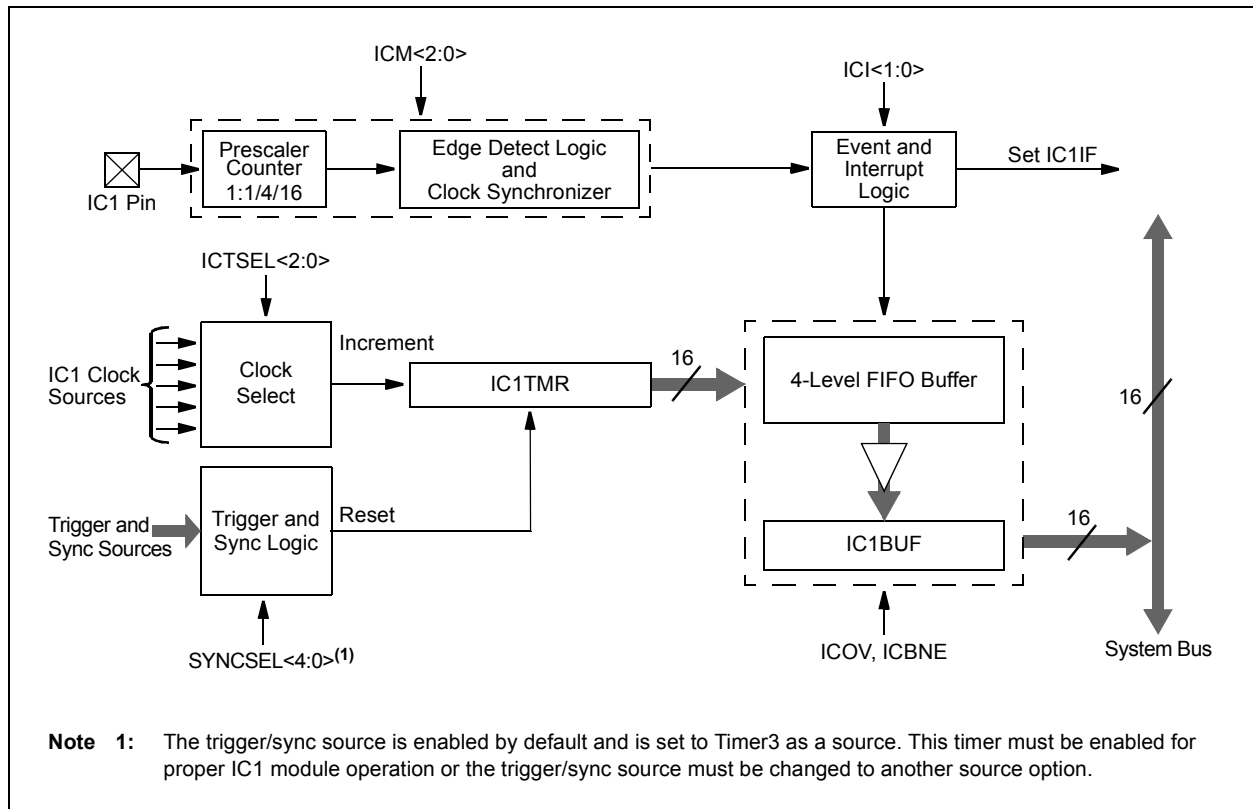 ICM<2:0>
ICI<1:0>
Prescaler
Counter
1:1/4/16
Edge Detect Logic
and
Clock Synchronizer
Event and
Interrupt
Logic
Set IC1IF
IC1 Pin
ICTSEL<2:0>
IC1 Clock
Sources
Clock
Select
Increment
IC1TMR
16
4-Level FIFO Buffer
16
Trigger and
Sync Sources
Trigger and
Sync Logic
Reset
IC1BUF
16
SYNCSEL<4:0>(1)
ICOV, ICBNE
System Bus
Note 1: The trigger/sync source is enabled by default and is set to Timer3 as a source. This timer must be enabled for
proper IC1 module operation or the trigger/sync source must be changed to another source option.